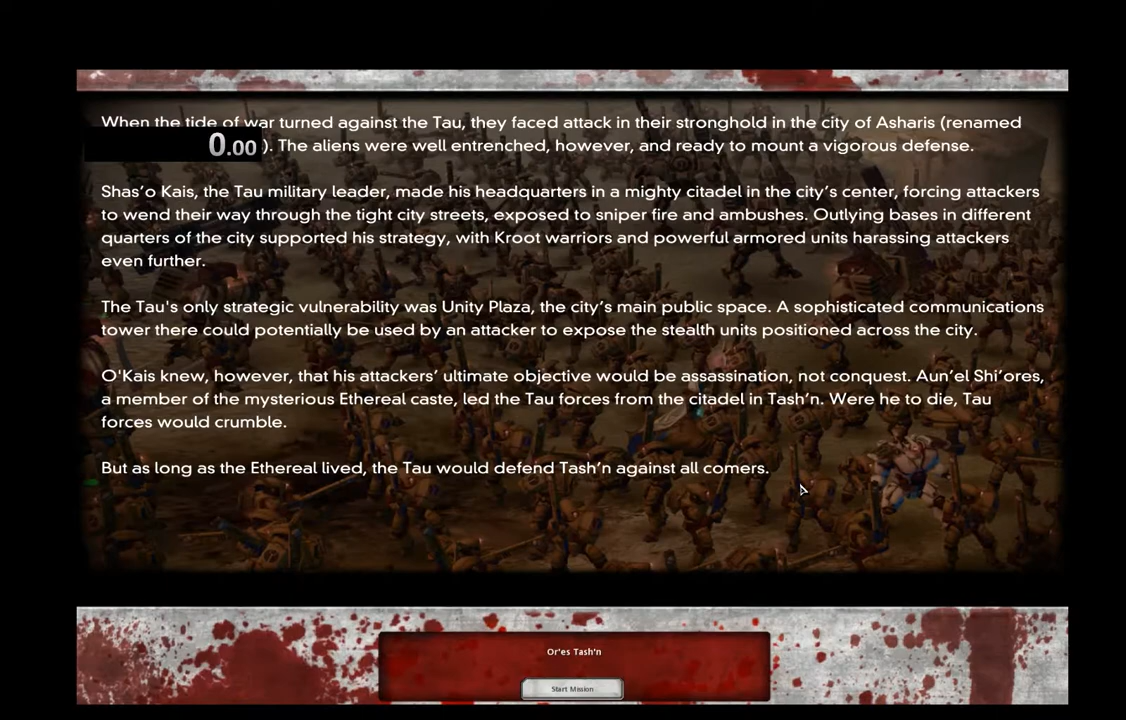 When the tide of war turned against the Tau, they faced attack in their stronghold in the city of Asharis (renamed
0.00 ). The aliens were well entrenched, however, and ready to mount a vigorous defense.
Shas'o Kais, the Tau military leader, made his headquarters in a mighty citadel in the city's center, forcing attackers
to wend their way through the tight city streets, exposed to sniper fire and ambushes. Outlying bases in different
quarters of the city supported his strategy, with Kroot warriors and powerful armored units harassing attackers
even further.
The Tau's only strategic vulnerability was Unity Plaza, the city's main public space. A sophisticated communications
tower there could potentially be used by an attacker to expose the stealth units positioned across the city.
O'Kais knew, however, that his attackers' ultimate objective would be assassination, not conquest. Aun'el Shi'ores,
a member of the mysterious Ethereal caste, led the Tau forces from the citadel in Tash'n. Were he to die, Tau
forces would crumble.
But as long as the Ethereal lived, the Tau would defend Tash'n against all comers.
Or'es Tash'n
Start Mission